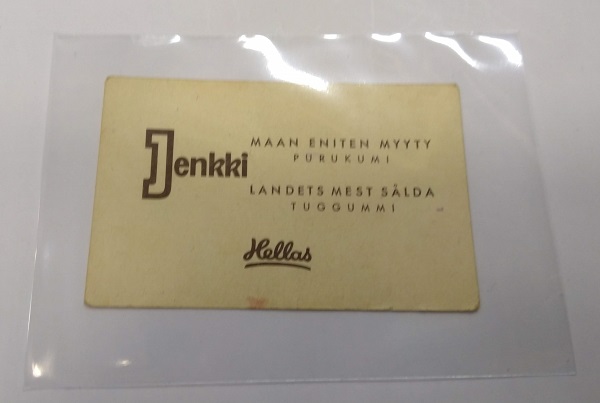 Jenkki
MAAN ENITEN MYYTY
PURUKUMI
LANDETS MEST SÅLDA
TUGGUMMI
Hellas